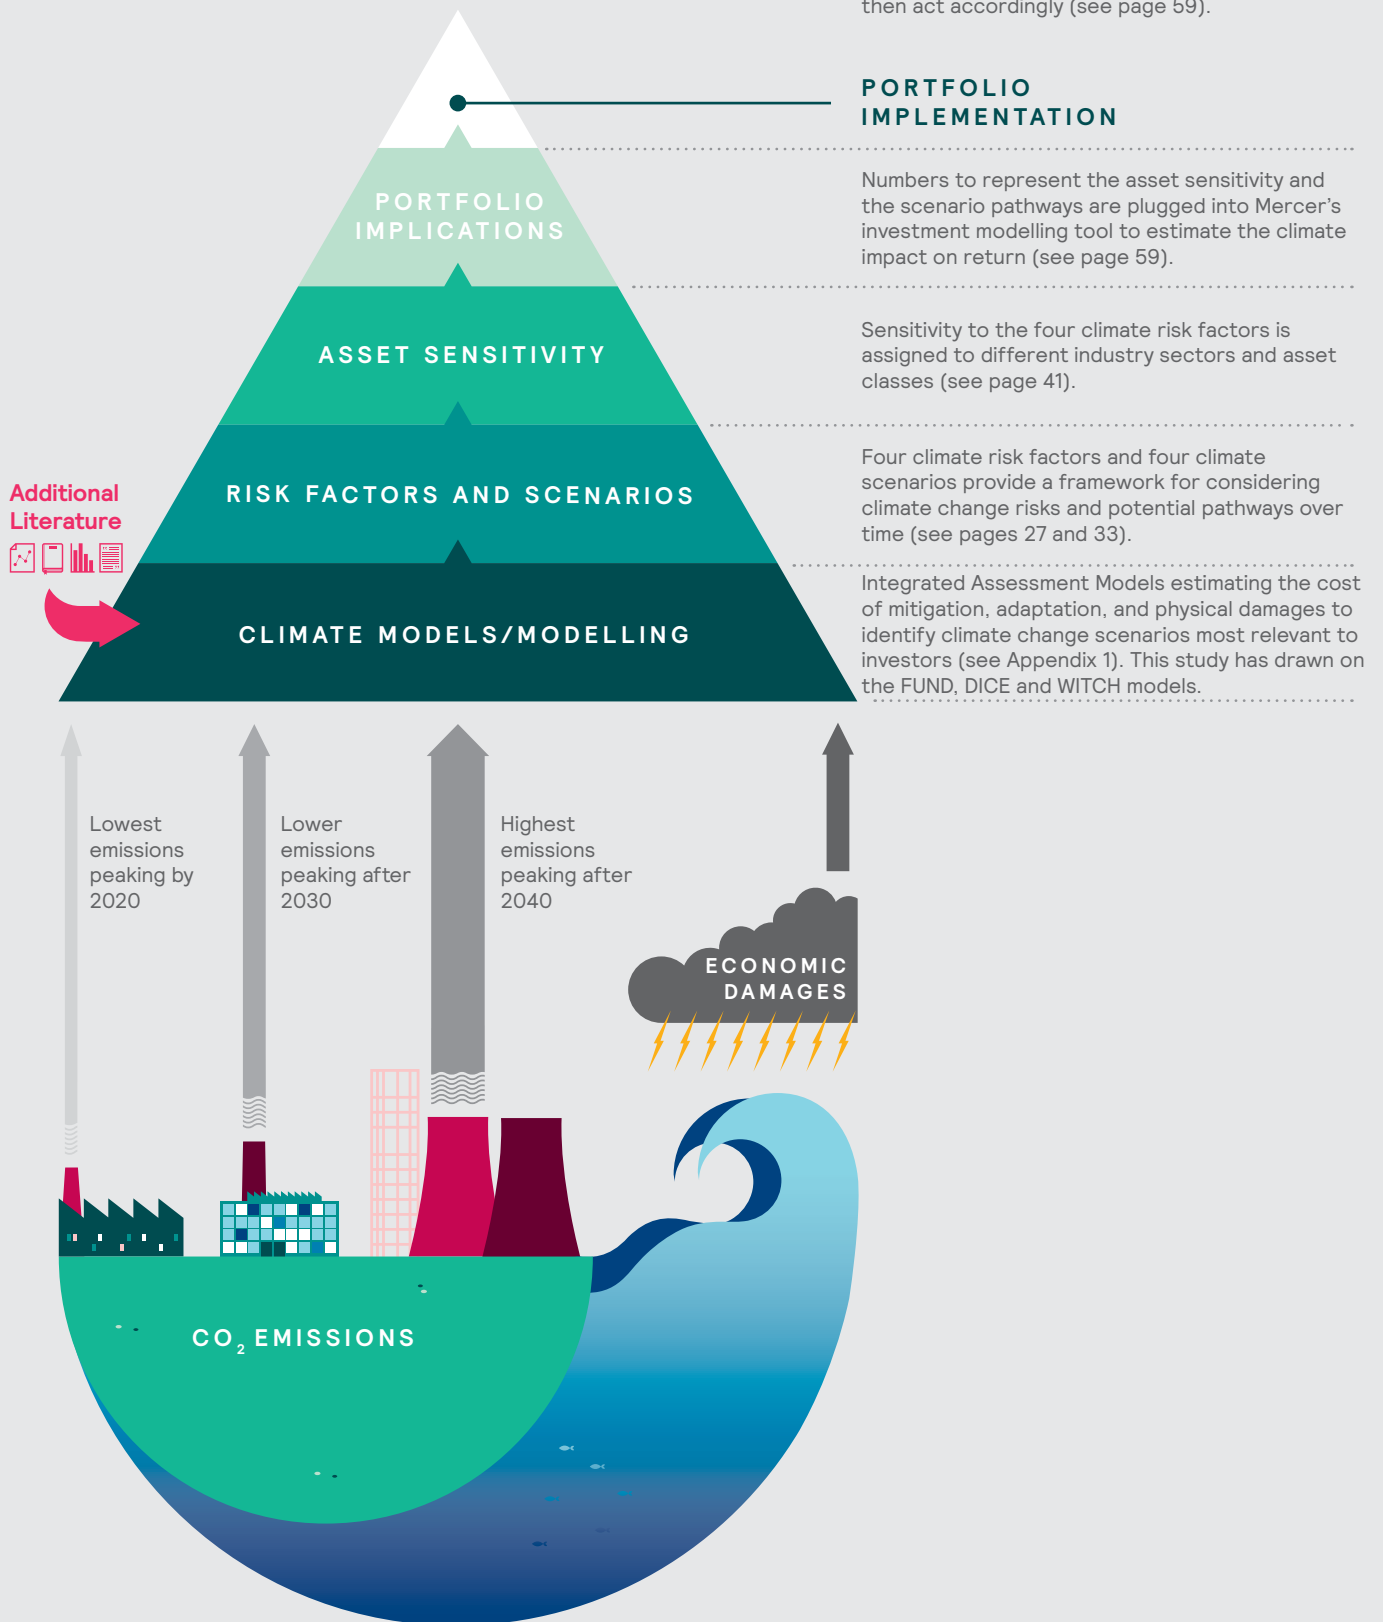 then act accordingly (see page 59).
PORTFOLIO
IMPLEMENTATION
PORTFOLIO
IMPLICATIONS
Numbers to represent the asset sensitivity and
the scenario pathways are plugged into Mercer’s
investment modelling tool to estimate the climate
impact on return (see page 59).
ASSET SENSITIVITY
Sensitivity to the four climate risk factors is
assigned to different industry sectors and asset
classes (see page 41).
Additional
Literature
RISK FACTORS AND SCENARIOS
Four climate risk factors and four climate
scenarios provide a framework for considering
climate change risks and potential pathways over
time (see pages 27 and 33).
CLIMATE MODELS/MODELLING
Integrated Assessment Models estimating the cost
of mitigation, adaptation, and physical damages to
identify climate change scenarios most relevant to
investors (see Appendix 1). This study has drawn on
the FUND, DICE and WITCH models.
Lowest
emissions
peaking by
2020
Lower
emissions
peaking after
2030
Highest
emissions
peaking after
2040
ECONOMIC
DAMAGES
CO₂ EMISSIONS